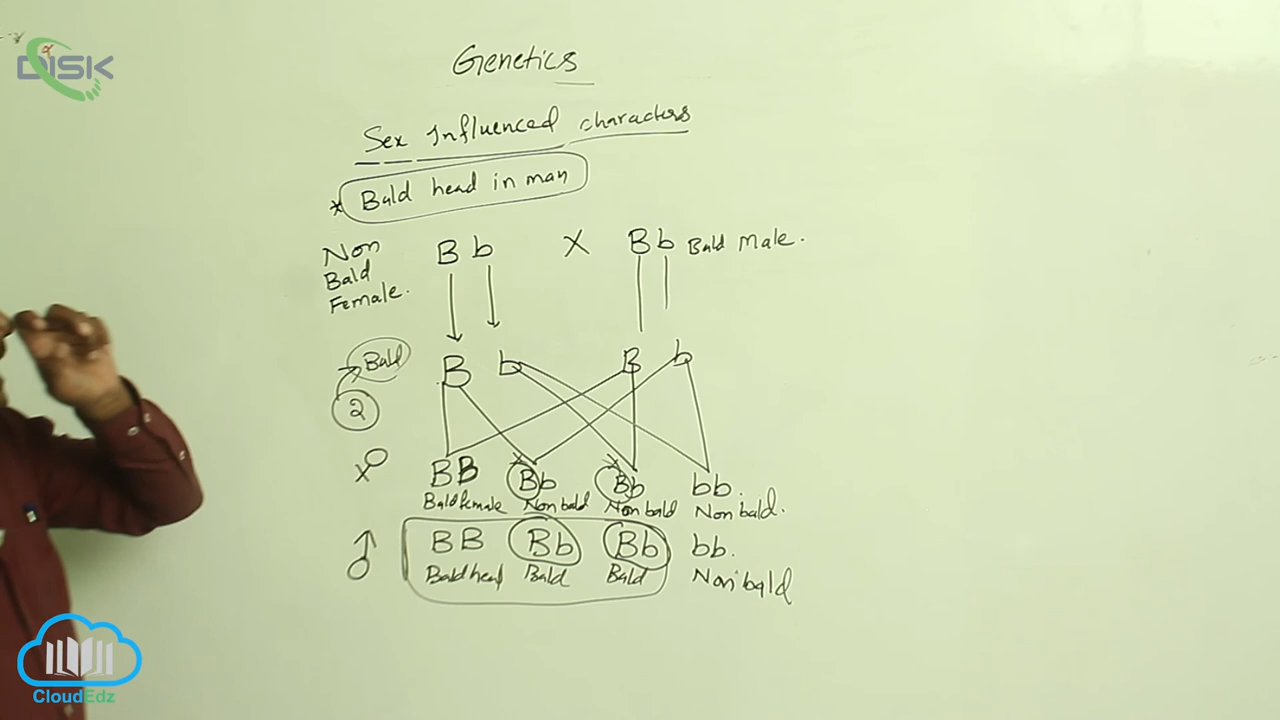 DISK
Genetics
Sex Influenced characters
* Bald head in man
Non Bald Female. Bb X Bb Bald Male.
Bald B b B b
2
♀ BB Bb Bb bb.
Bald female Non bald Non bald Non bald.
♂ BB Bb Bb bb.
Bald head Bald Bald Non bald
CloudEdz